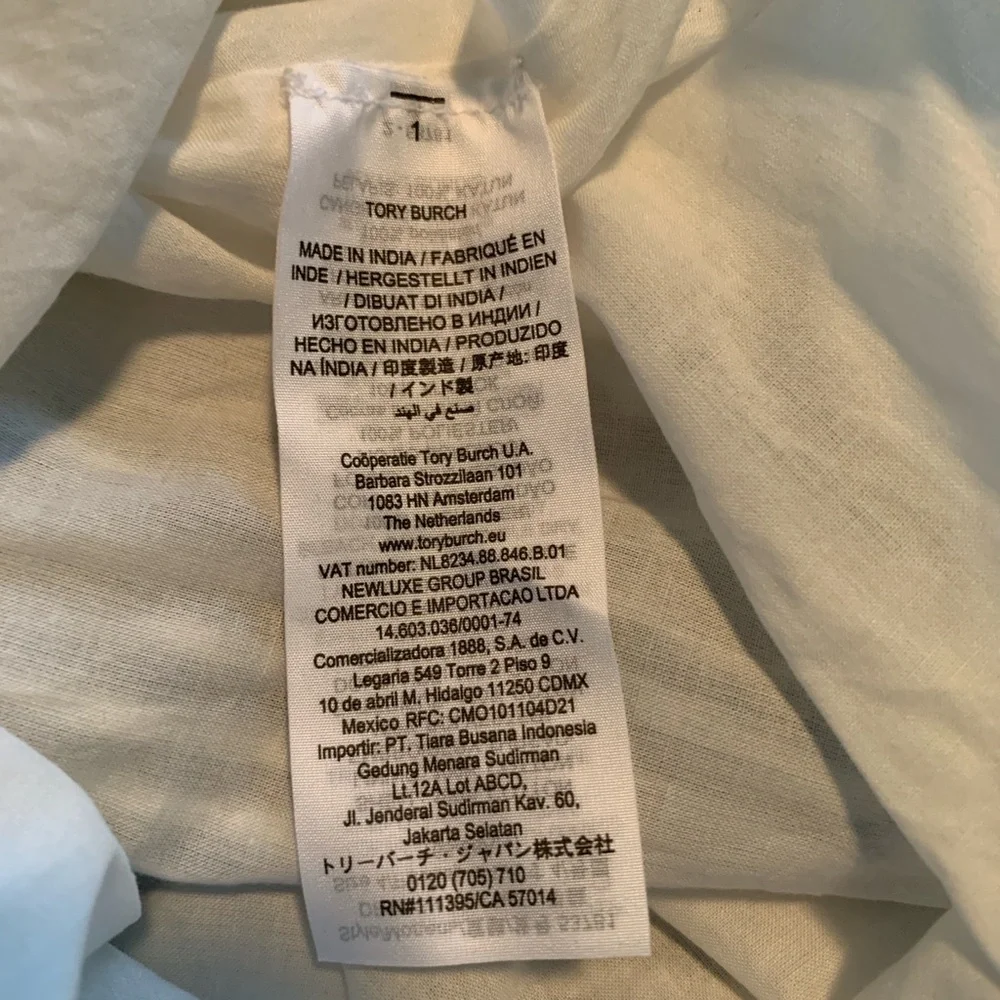 1
TORY BURCH
MADE IN INDIA / FABRIQUÉ EN
INDE / HERGESTELLT IN INDIEN
/ DIBUAT DI INDIA /
ИЗГОТОВЛЕНО В ИНДИИ /
HECHO EN INDIA / PRODUZIDO
NA ÍNDIA / 印度製造 / 原产地: 印度
/ インド製
صنع في الهند
Coöperatie Tory Burch U.A.
Barbara Strozzilaan 101
1083 HN Amsterdam
The Netherlands
www.toryburch.eu
VAT number: NL8234.88.846.B.01
NEWLUXE GROUP BRASIL
COMERCIO E IMPORTACAO LTDA
14.603.036/0001-74
Comercializadora 1888, S.A. de C.V.
Legaria 549 Torre 2 Piso 9
10 de abril M. Hidalgo 11250 CDMX
Mexico RFC: CMO101104D21
Importir: PT. Tiara Busana Indonesia
Gedung Menara Sudirman
Lt.12A Lot ABCD,
Jl. Jenderal Sudirman Kav. 60,
Jakarta Selatan
トリーバーチ・ジャパン株式会社
0120 (705) 710
RN#111395/CA 57014